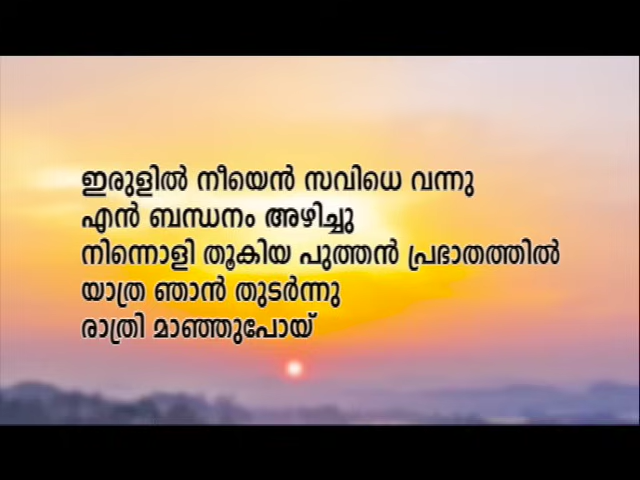 ഇരുളിൽ നീയെൻ സവിധെ വന്നു
എൻ ബന്ധനം അഴിച്ചു
നിന്നൊളി തൂകിയ പുത്തൻ പ്രഭാതത്തിൽ
യാത്ര ഞാൻ തുടർന്നു
രാത്രി മാഞ്ഞുപോയ്